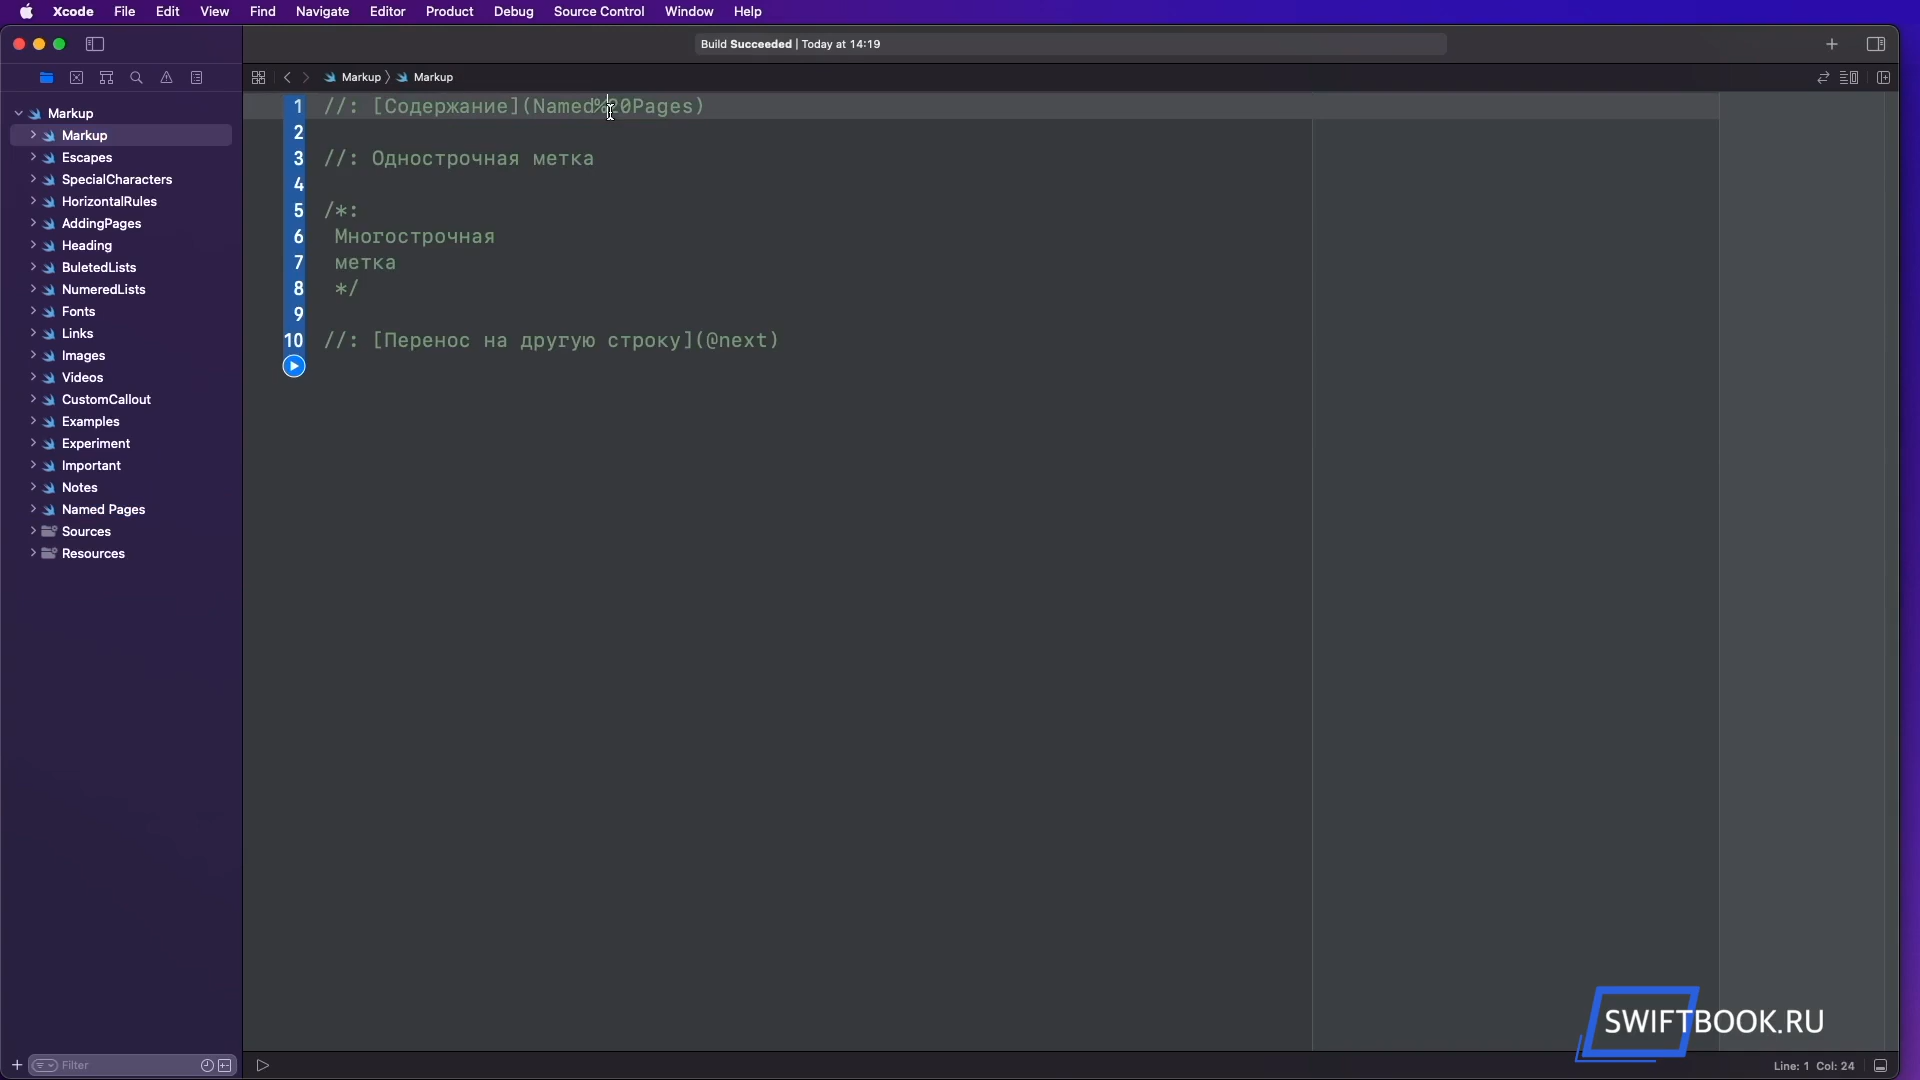 Xcode File Edit View Find Navigate Editor Product Debug Source Control Window Help
Build Succeeded | Today at 14:19
Markup Markup
Markup
Markup
Escapes
SpecialCharacters
HorizontalRules
AddingPages
Heading
BuletedLists
NumeredLists
Fonts
Links
Images
Videos
CustomCallout
Examples
Experiment
Important
Notes
Named Pages
Sources
Resources
1 //: [Содержание](Named%20Pages)
2
3 //: Однострочная метка
4
5 /*:
6 Многострочная
7 метка
8 */
9
10 //: [Перенос на другую строку](@next)
SWIFTBOOK.RU
Filter
Line: 1 Col: 24